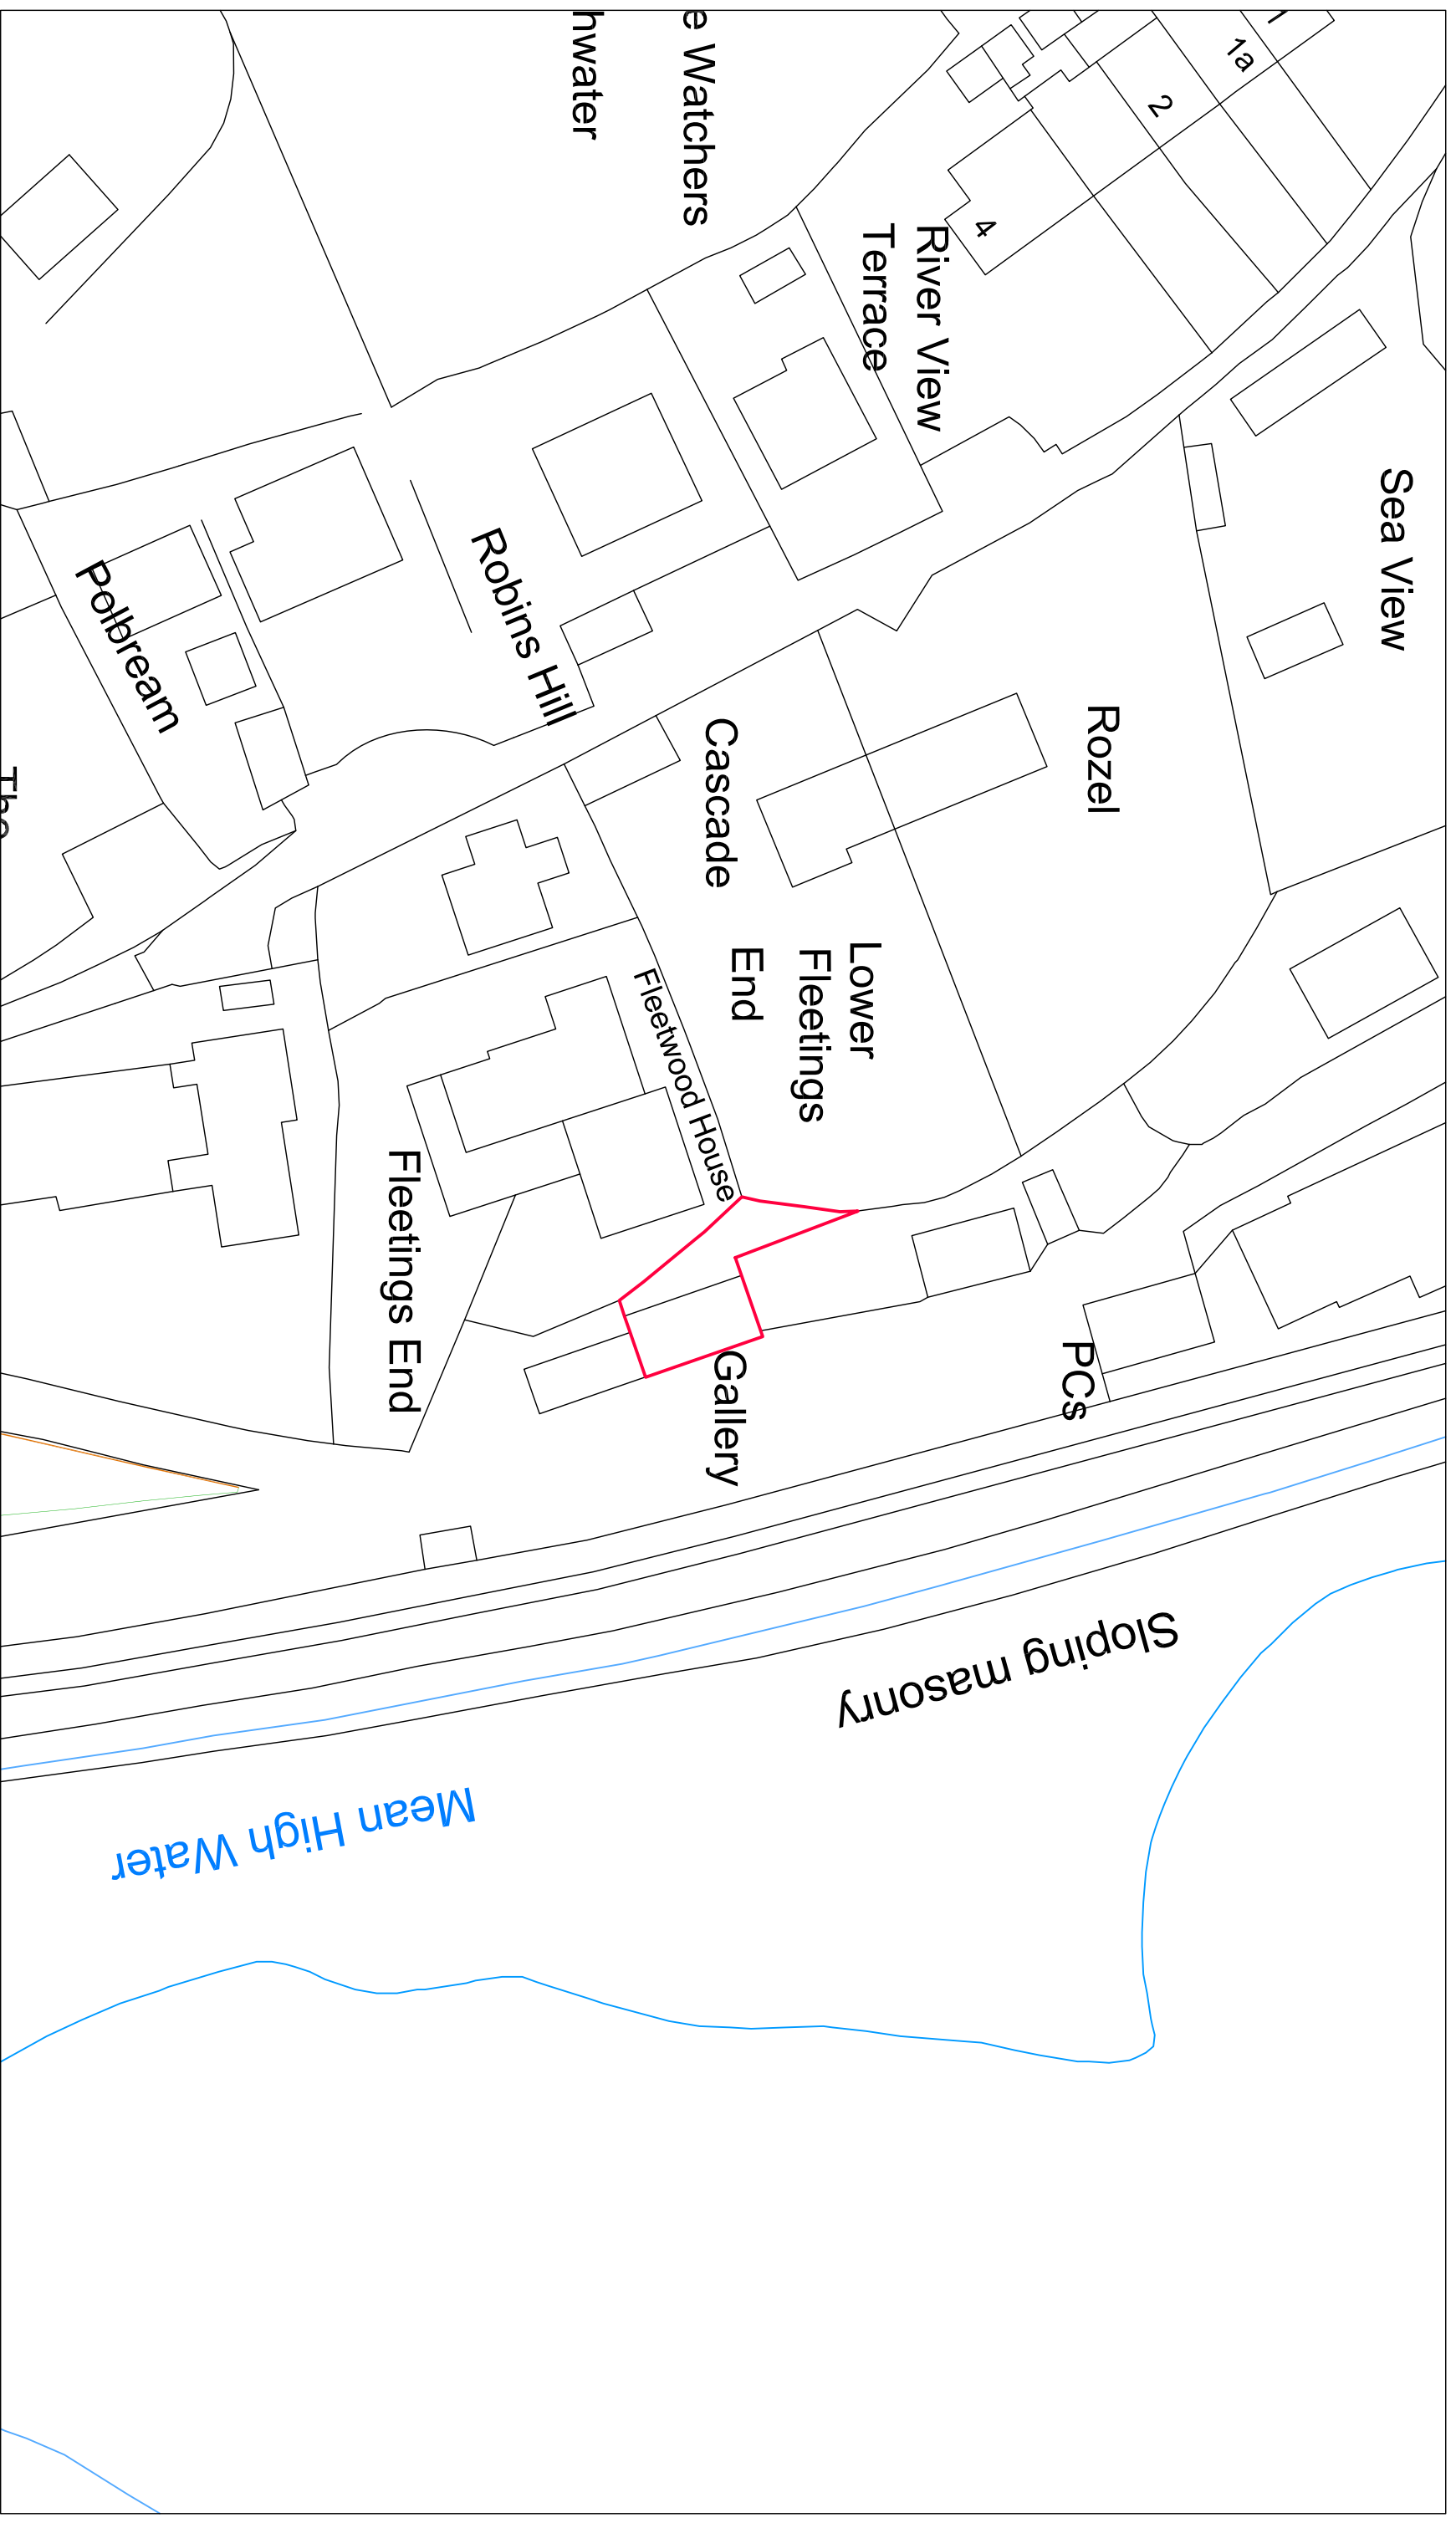 1a
2
4
e Watchers
hwater
River View
Terrace
Sea View
Robins Hill
Polbream
Rozel
Cascade
The
Lower
Fleetings
End
Fleetwood House
Fleetings End
Gallery
PCs
Sloping masonry
Mean High Water